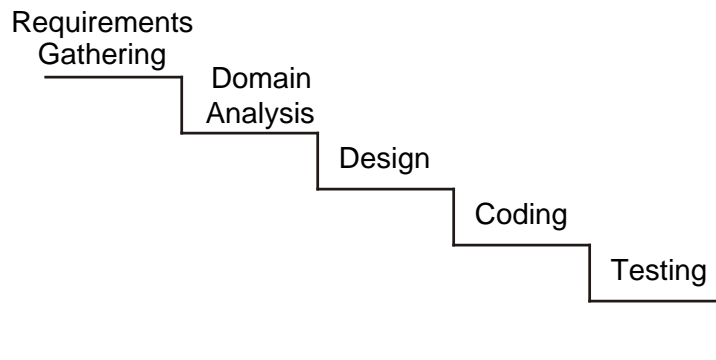 Requirements
Gathering
Domain
Analysis
Design
Coding
Testing